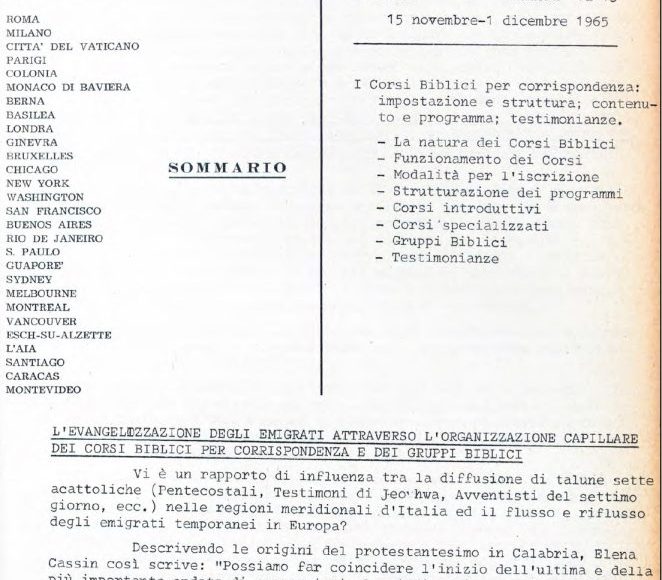 ROMA
MILANO
CITTA' DEL VATICANO
PARIGI
COLONIA
MONACO DI BAVIERA
BERNA
BASILEA
LONDRA
GINEVRA
BRUXELLES
CHICAGO
NEW YORK
WASHINGTON
SAN FRANCISCO
BUENOS AIRES
RIO DE JANEIRO
S. PAULO
GUAPORE'
SYDNEY
MELBOURNE
MONTREAL
VANCOUVER
ESCH-SU-ALZETTE
L'AIA
SANTIAGO
CARACAS
MONTEVIDEO
SOMMARIO
15 novembre-1 dicembre 1965
I Corsi Biblici per corrispondenza:
impostazione e struttura; contenu-
to e programma; testimonianze.
- La natura dei Corsi Biblici
- Funzionamento dei Corsi
- Modalità per l'iscrizione
- Strutturazione dei programmi
- Corsi introduttivi
- Corsi specializzati
- Gruppi Biblici
- Testimonianze
L'EVANGELIZZAZIONE DEGLI EMIGRATI ATTRAVERSO L'ORGANIZZAZIONE CAPILLARE
DEI CORSI BIBLICI PER CORRISPONDENZA E DEI GRUPPI BIBLICI
Vi è un rapporto di influenza tra la diffusione di talune sette
acattoliche (Pentecostali, Testimoni di Jeo hwa, Avventisti del settimo
giorno, ecc.) nelle regioni meridionali d'Italia ed il flusso e riflusso
degli emigrati temporanei in Europa?
Descrivendo le origini del protestantesimo in Calabria, Elena
Cassin così scrive: "Possiamo far coincidere l'inizio dell'ultima e della
più importante